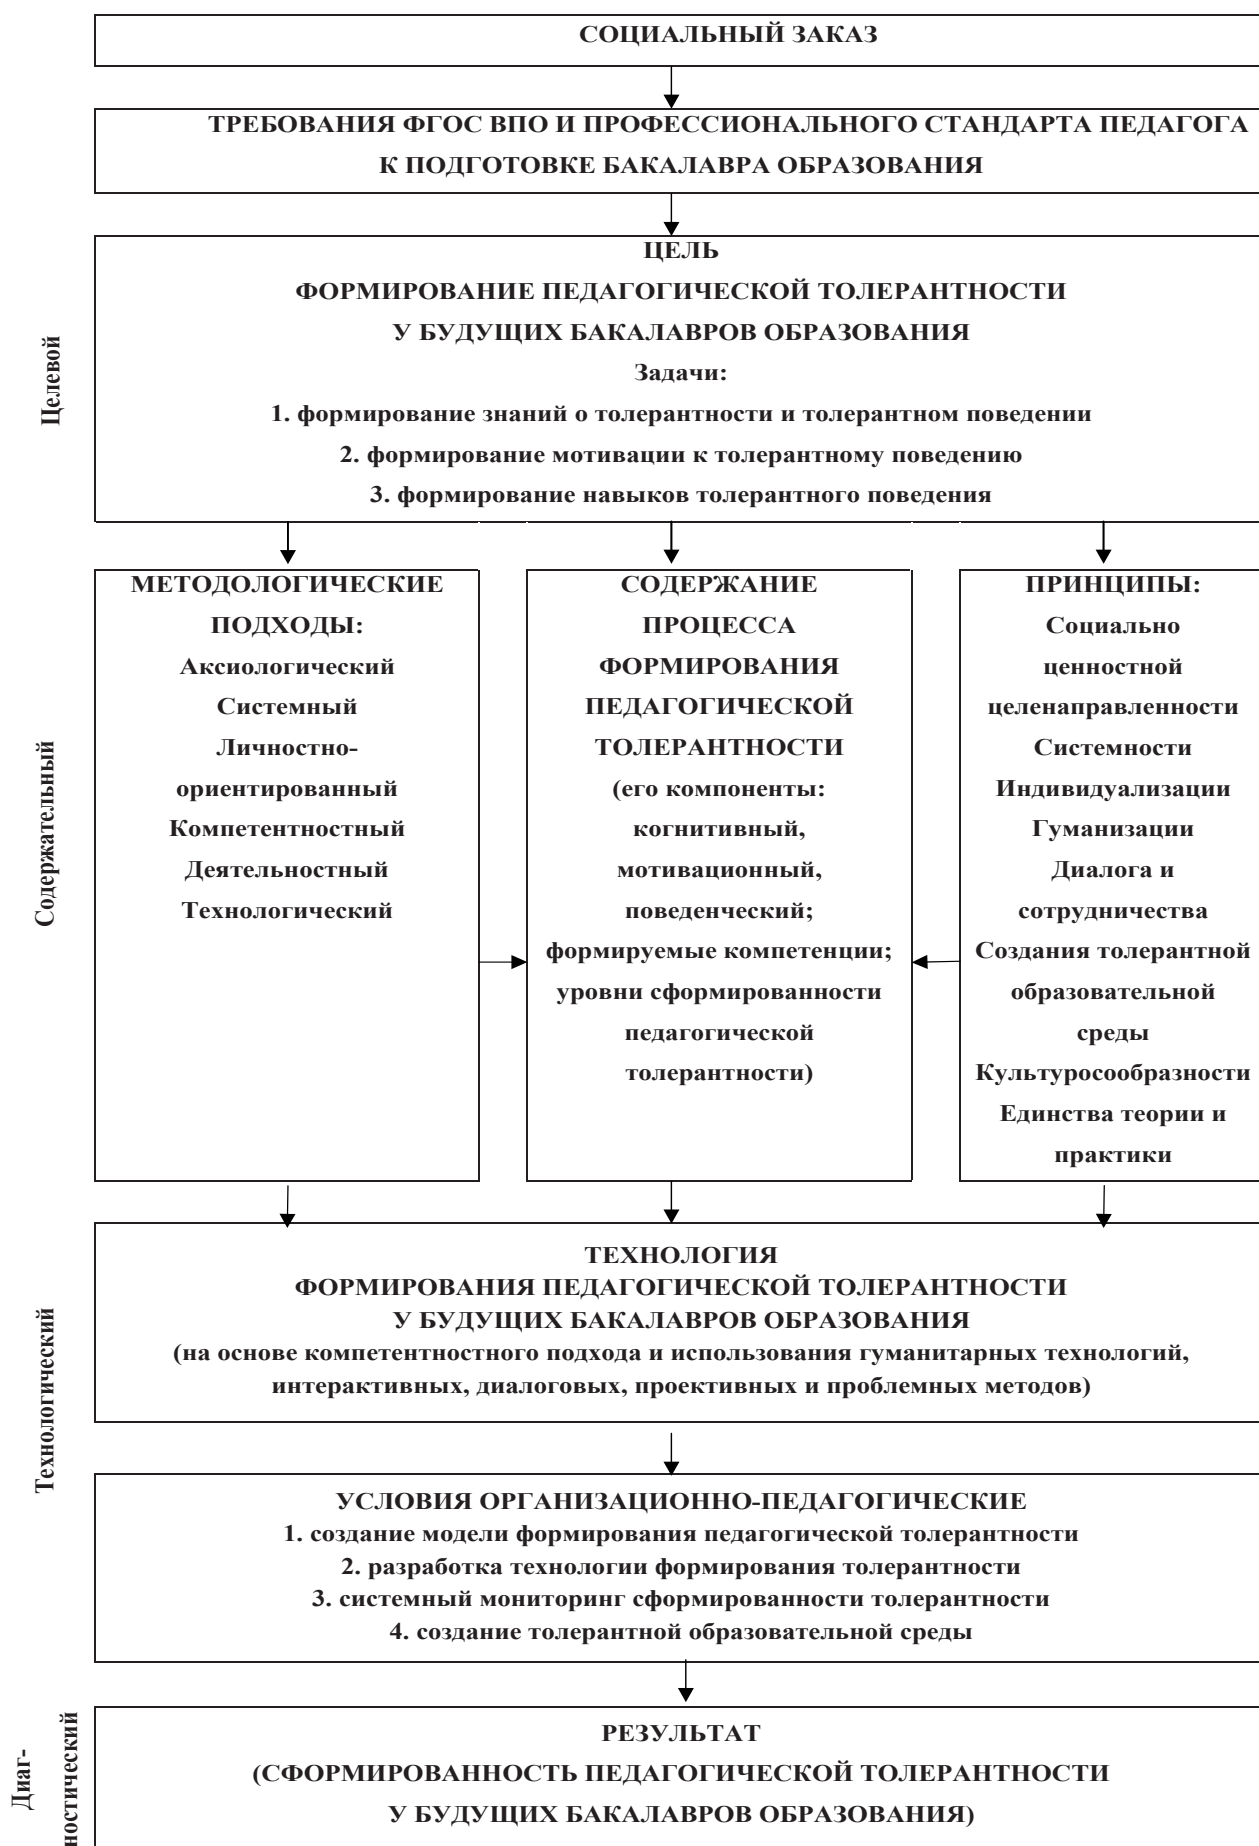 СОЦИАЛЬНЫЙ ЗАКАЗ
ТРЕБОВАНИЯ ФГОС ВПО И ПРОФЕССИОНАЛЬНОГО СТАНДАРТА ПЕДАГОГА
К ПОДГОТОВКЕ БАКАЛАВРА ОБРАЗОВАНИЯ
Целевой
ЦЕЛЬ
ФОРМИРОВАНИЕ ПЕДАГОГИЧЕСКОЙ ТОЛЕРАНТНОСТИ
У БУДУЩИХ БАКАЛАВРОВ ОБРАЗОВАНИЯ
Задачи:
1. формирование знаний о толерантности и толерантном поведении
2. формирование мотивации к толерантному поведению
3. формирование навыков толерантного поведения
Содержательный
МЕТОДОЛОГИЧЕСКИЕ
ПОДХОДЫ:
Аксиологический
Системный
Личностно-
ориентированный
Компетентностный
Деятельностный
Технологический
СОДЕРЖАНИЕ
ПРОЦЕССА
ФОРМИРОВАНИЯ
ПЕДАГОГИЧЕСКОЙ
ТОЛЕРАНТНОСТИ
(его компоненты:
когнитивный,
мотивационный,
поведенческий;
формируемые компетенции;
уровни сформированности
педагогической
толерантности)
ПРИНЦИПЫ:
Социально
ценностной
целенаправленности
Системности
Индивидуализации
Гуманизации
Диалога и
сотрудничества
Создания толерантной
образовательной
среды
Культуросообразности
Единства теории и
практики
Технологический
ТЕХНОЛОГИЯ
ФОРМИРОВАНИЯ ПЕДАГОГИЧЕСКОЙ ТОЛЕРАНТНОСТИ
У БУДУЩИХ БАКАЛАВРОВ ОБРАЗОВАНИЯ
(на основе компетентностного подхода и использования гуманитарных технологий,
интерактивных, диалоговых, проективных и проблемных методов)
УСЛОВИЯ ОРГАНИЗАЦИОННО-ПЕДАГОГИЧЕСКИЕ
1. создание модели формирования педагогической толерантности
2. разработка технологии формирования толерантности
3. системный мониторинг сформированности толерантности
4. создание толерантной образовательной среды
Диаг-
ностический
РЕЗУЛЬТАТ
(СФОРМИРОВАННОСТЬ ПЕДАГОГИЧЕСКОЙ ТОЛЕРАНТНОСТИ
У БУДУЩИХ БАКАЛАВРОВ ОБРАЗОВАНИЯ)